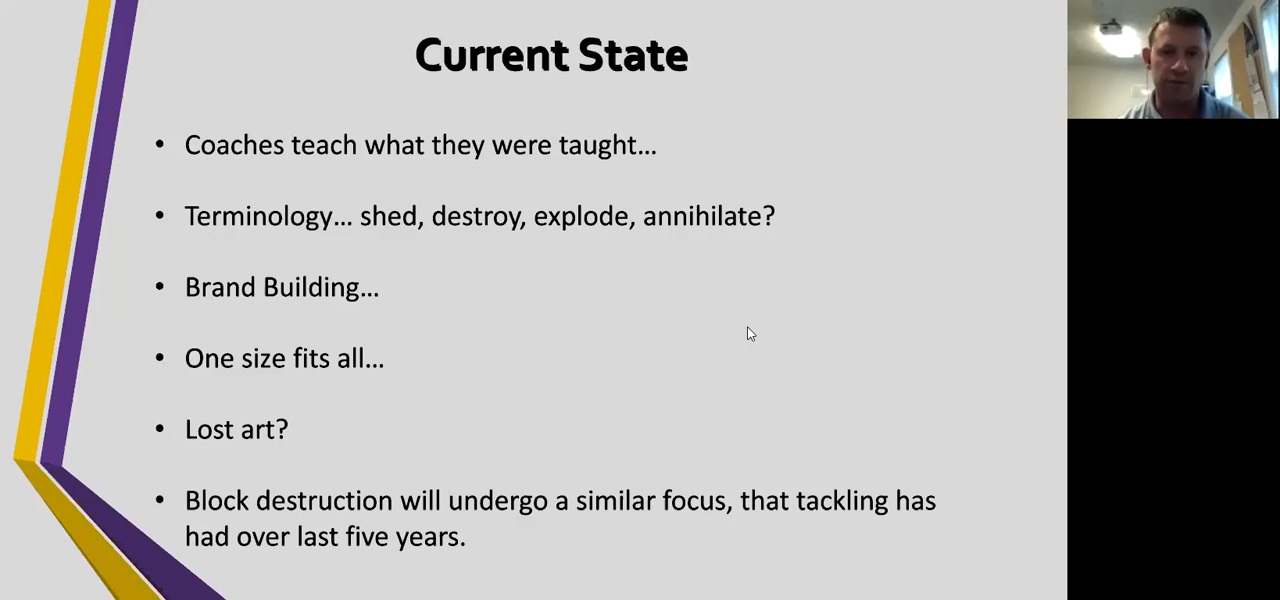 Current State
• Coaches teach what they were taught...
• Terminology... shed, destroy, explode, annihilate?
• Brand Building...
• One size fits all...
• Lost art?
• Block destruction will undergo a similar focus, that tackling has
had over last five years.